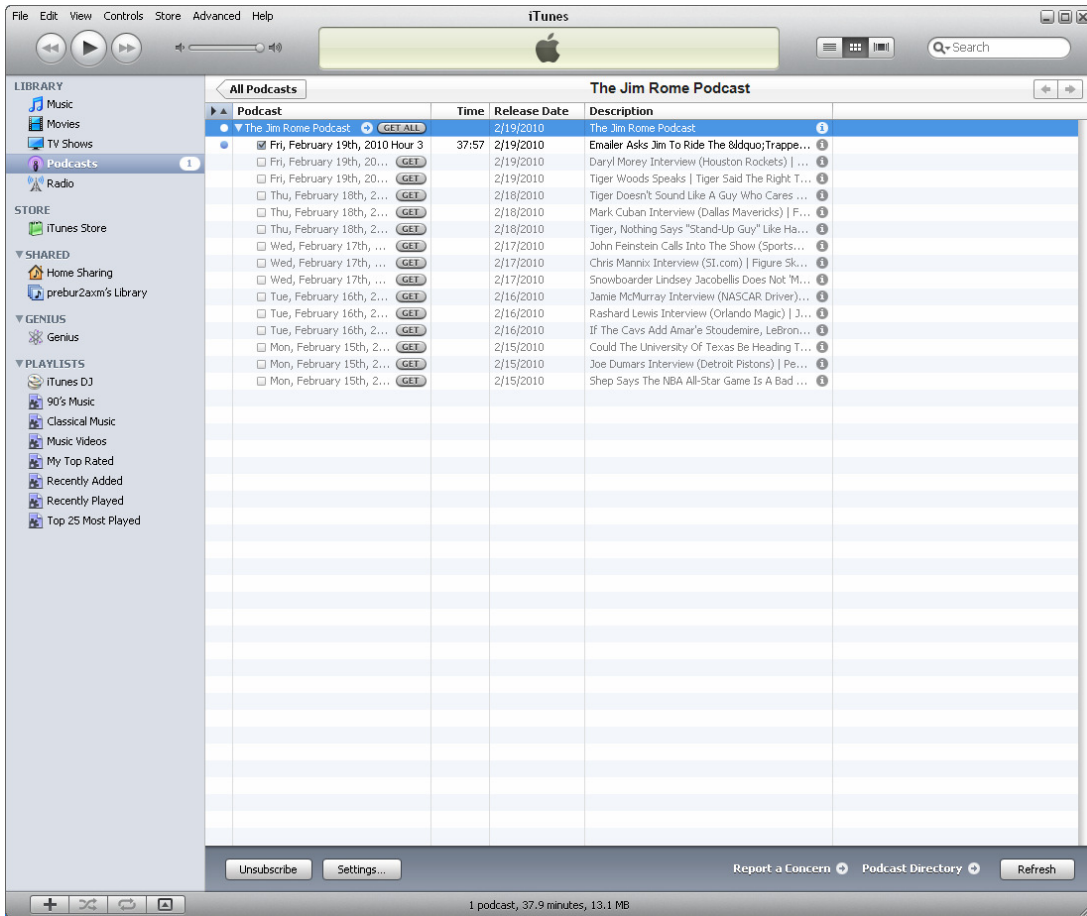 File Edit View Controls Store Advanced Help
iTunes
Search
LIBRARY
Music
Movies
TV Shows
Podcasts 1
Radio
STORE
iTunes Store
SHARED
Home Sharing
prebur2axm's Library
GENIUS
Genius
PLAYLISTS
iTunes DJ
90's Music
Classical Music
Music Videos
My Top Rated
Recently Added
Recently Played
Top 25 Most Played
All Podcasts
The Jim Rome Podcast
Podcast Time Release Date Description
The Jim Rome Podcast GET ALL 2/19/2010 The Jim Rome Podcast
Fri, February 19th, 2010 Hour 3 37:57 2/19/2010 Emailer Asks Jim To Ride The &ldquo;Trappe...
Fri, February 19th, 20... GET 2/19/2010 Daryl Morey Interview (Houston Rockets) | ...
Fri, February 19th, 20... GET 2/19/2010 Tiger Woods Speaks | Tiger Said The Right T...
Thu, February 18th, 2... GET 2/18/2010 Tiger Doesn't Sound Like A Guy Who Cares ...
Thu, February 18th, 2... GET 2/18/2010 Mark Cuban Interview (Dallas Mavericks) | F...
Thu, February 18th, 2... GET 2/18/2010 Tiger, Nothing Says "Stand-Up Guy" Like Ha...
Wed, February 17th, ... GET 2/17/2010 John Feinstein Calls Into The Show (Sports...
Wed, February 17th, ... GET 2/17/2010 Chris Mannix Interview (SI.com) | Figure Sk...
Wed, February 17th, ... GET 2/17/2010 Snowboarder Lindsey Jacobellis Does Not 'M...
Tue, February 16th, 2... GET 2/16/2010 Jamie McMurray Interview (NASCAR Driver)...
Tue, February 16th, 2... GET 2/16/2010 Rashard Lewis Interview (Orlando Magic) | J...
Tue, February 16th, 2... GET 2/16/2010 If The Cavs Add Amar'e Stoudemire, LeBron...
Mon, February 15th, 2... GET 2/15/2010 Could The University Of Texas Be Heading T...
Mon, February 15th, 2... GET 2/15/2010 Joe Dumars Interview (Detroit Pistons) | Pe...
Mon, February 15th, 2... GET 2/15/2010 Shep Says The NBA All-Star Game Is A Bad ...
Unsubscribe Settings... Report a Concern Podcast Directory Refresh
1 podcast, 37.9 minutes, 13.1 MB